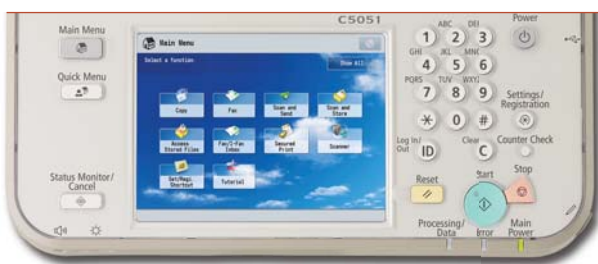 C5051
Main Menu
Quick Menu
Status Monitor/
Cancel
Main Menu
Select a function
Show All
Copy
Fax
Scan and
Send
Scan and
Store
Access
Stored Files
Fax/I-Fax
Inbox
Secured
Print
Scanner
Set/Regi.
Shortcut
Tutorial
ABC
DEF
1
2
3
GHI
JKL
MNO
4
5
6
PQRS
TUV
WXYZ
7
8
9
0
#
Log In/
Out
ID
Clear
C
Power
Settings/
Registration
Counter Check
Reset
Start
Stop
Processing/
Data
Error
Main
Power